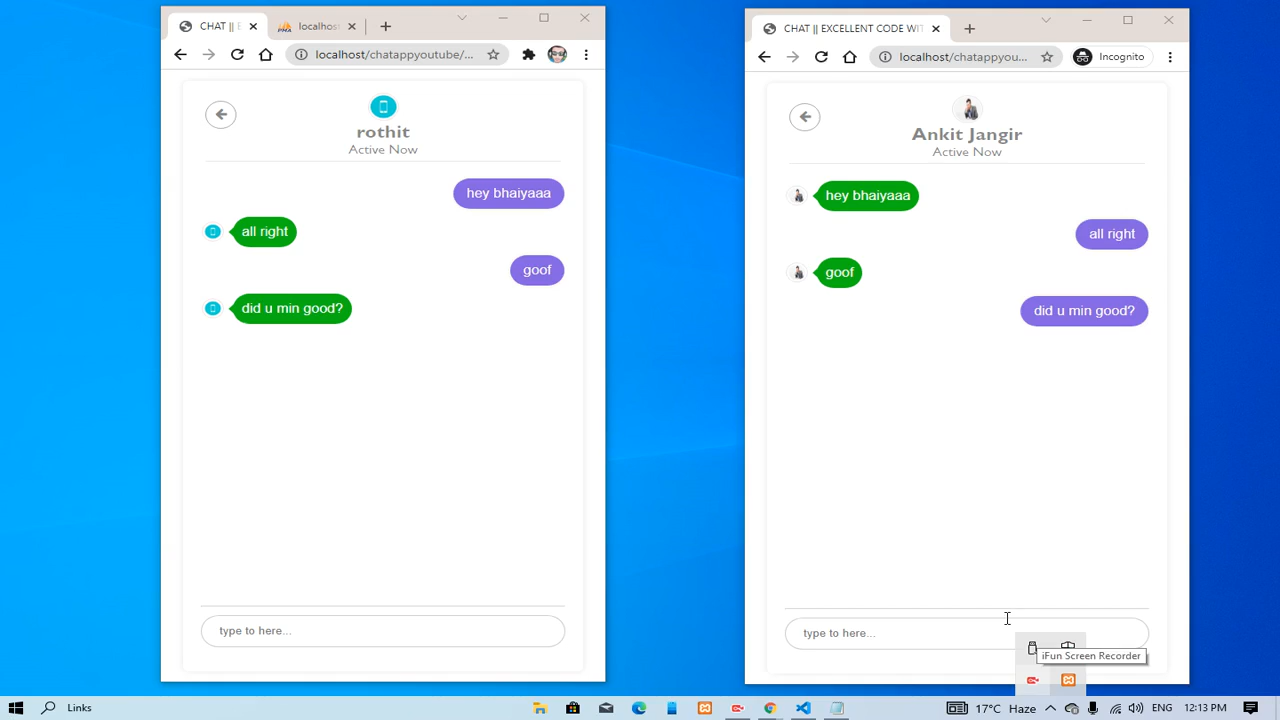 CHAT || E
localhos
localhost/chatappyoutube/...
rothit
Active Now
hey bhaiyaaa
all right
goof
did u min good?
type to here...
CHAT || EXCELLENT CODE WIT
localhost/chatappyou...
Incognito
Ankit Jangir
Active Now
hey bhaiyaaa
all right
goof
did u min good?
type to here...
iFun Screen Recorder
Links
17°C Haze
ENG
12:13 PM